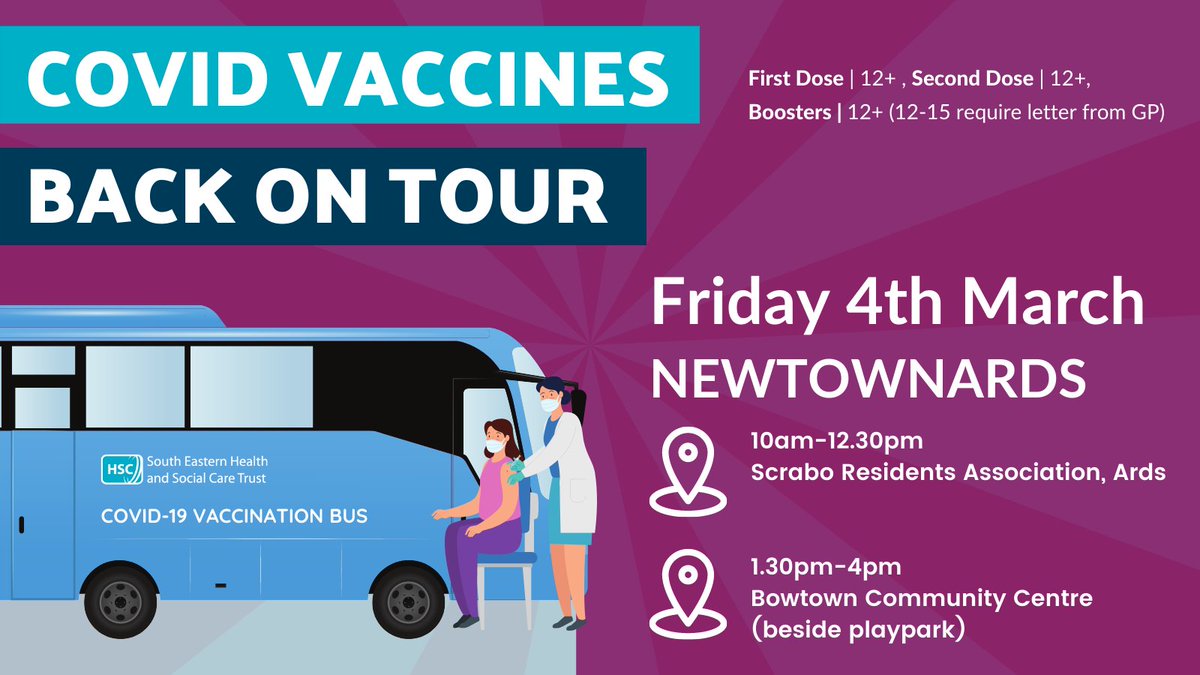 COVID VACCINES
BACK ON TOUR
First Dose | 12+ , Second Dose | 12+,
Boosters | 12+ (12-15 require letter from GP)
Friday 4th March
NEWTOWNARDS
10am-12.30pm
Scrabo Residents Association, Ards
1.30pm-4pm
Bowtown Community Centre
(beside playpark)
HSC South Eastern Health
and Social Care Trust
COVID-19 VACCINATION BUS